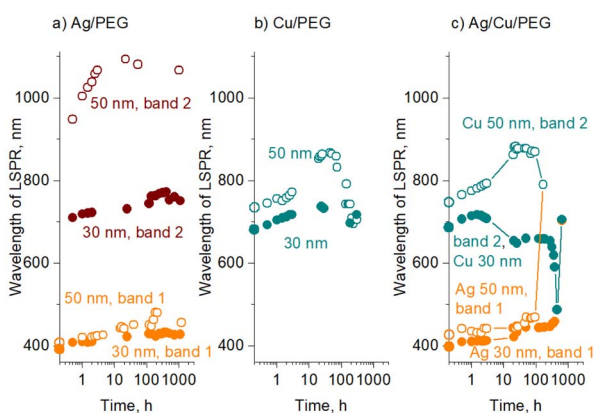 a) Ag/PEG
b) Cu/PEG
c) Ag/Cu/PEG
Wavelength of LSPR, nm
1000
800
600
400
50 nm, band 2
30 nm, band 2
50 nm, band 1
30 nm, band 1
1 10 100 1000
Time, h
Wavelength of LSPR, nm
1000
800
600
400
50 nm
30 nm
1 10 100 1000
Time, h
Wavelength of LSPR, nm
1000
800
600
400
Cu 50 nm, band 2
band 2,
Cu 30 nm
Ag 50 nm,
band 1
Ag 30 nm, band 1
1 10 100 1000
Time, h